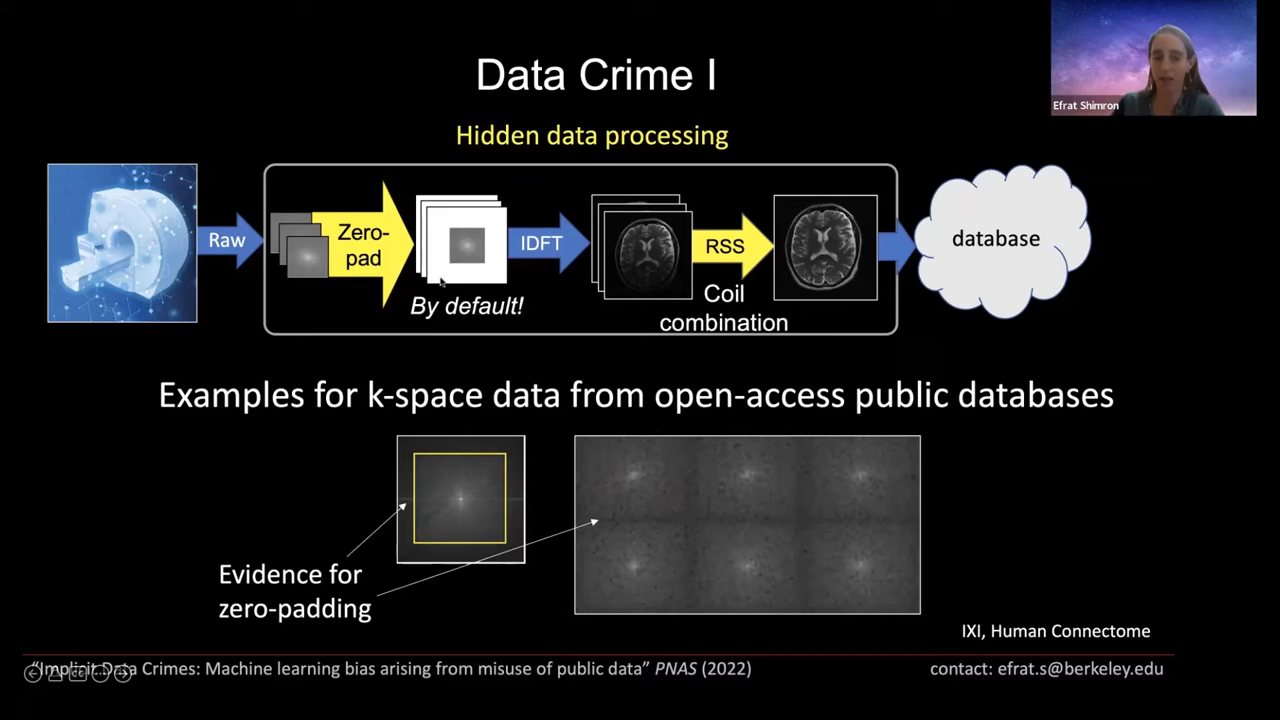 Data Crime I
Efrat Shimron
Hidden data processing
Raw
Zero-
pad
By default!
IDFT
RSS
Coil
combination
database
Examples for k-space data from open-access public databases
Evidence for
zero-padding
IXI, Human Connectome
“Implicit Data Crimes: Machine learning bias arising from misuse of public data” PNAS (2022)
contact: efrat.s@berkeley.edu